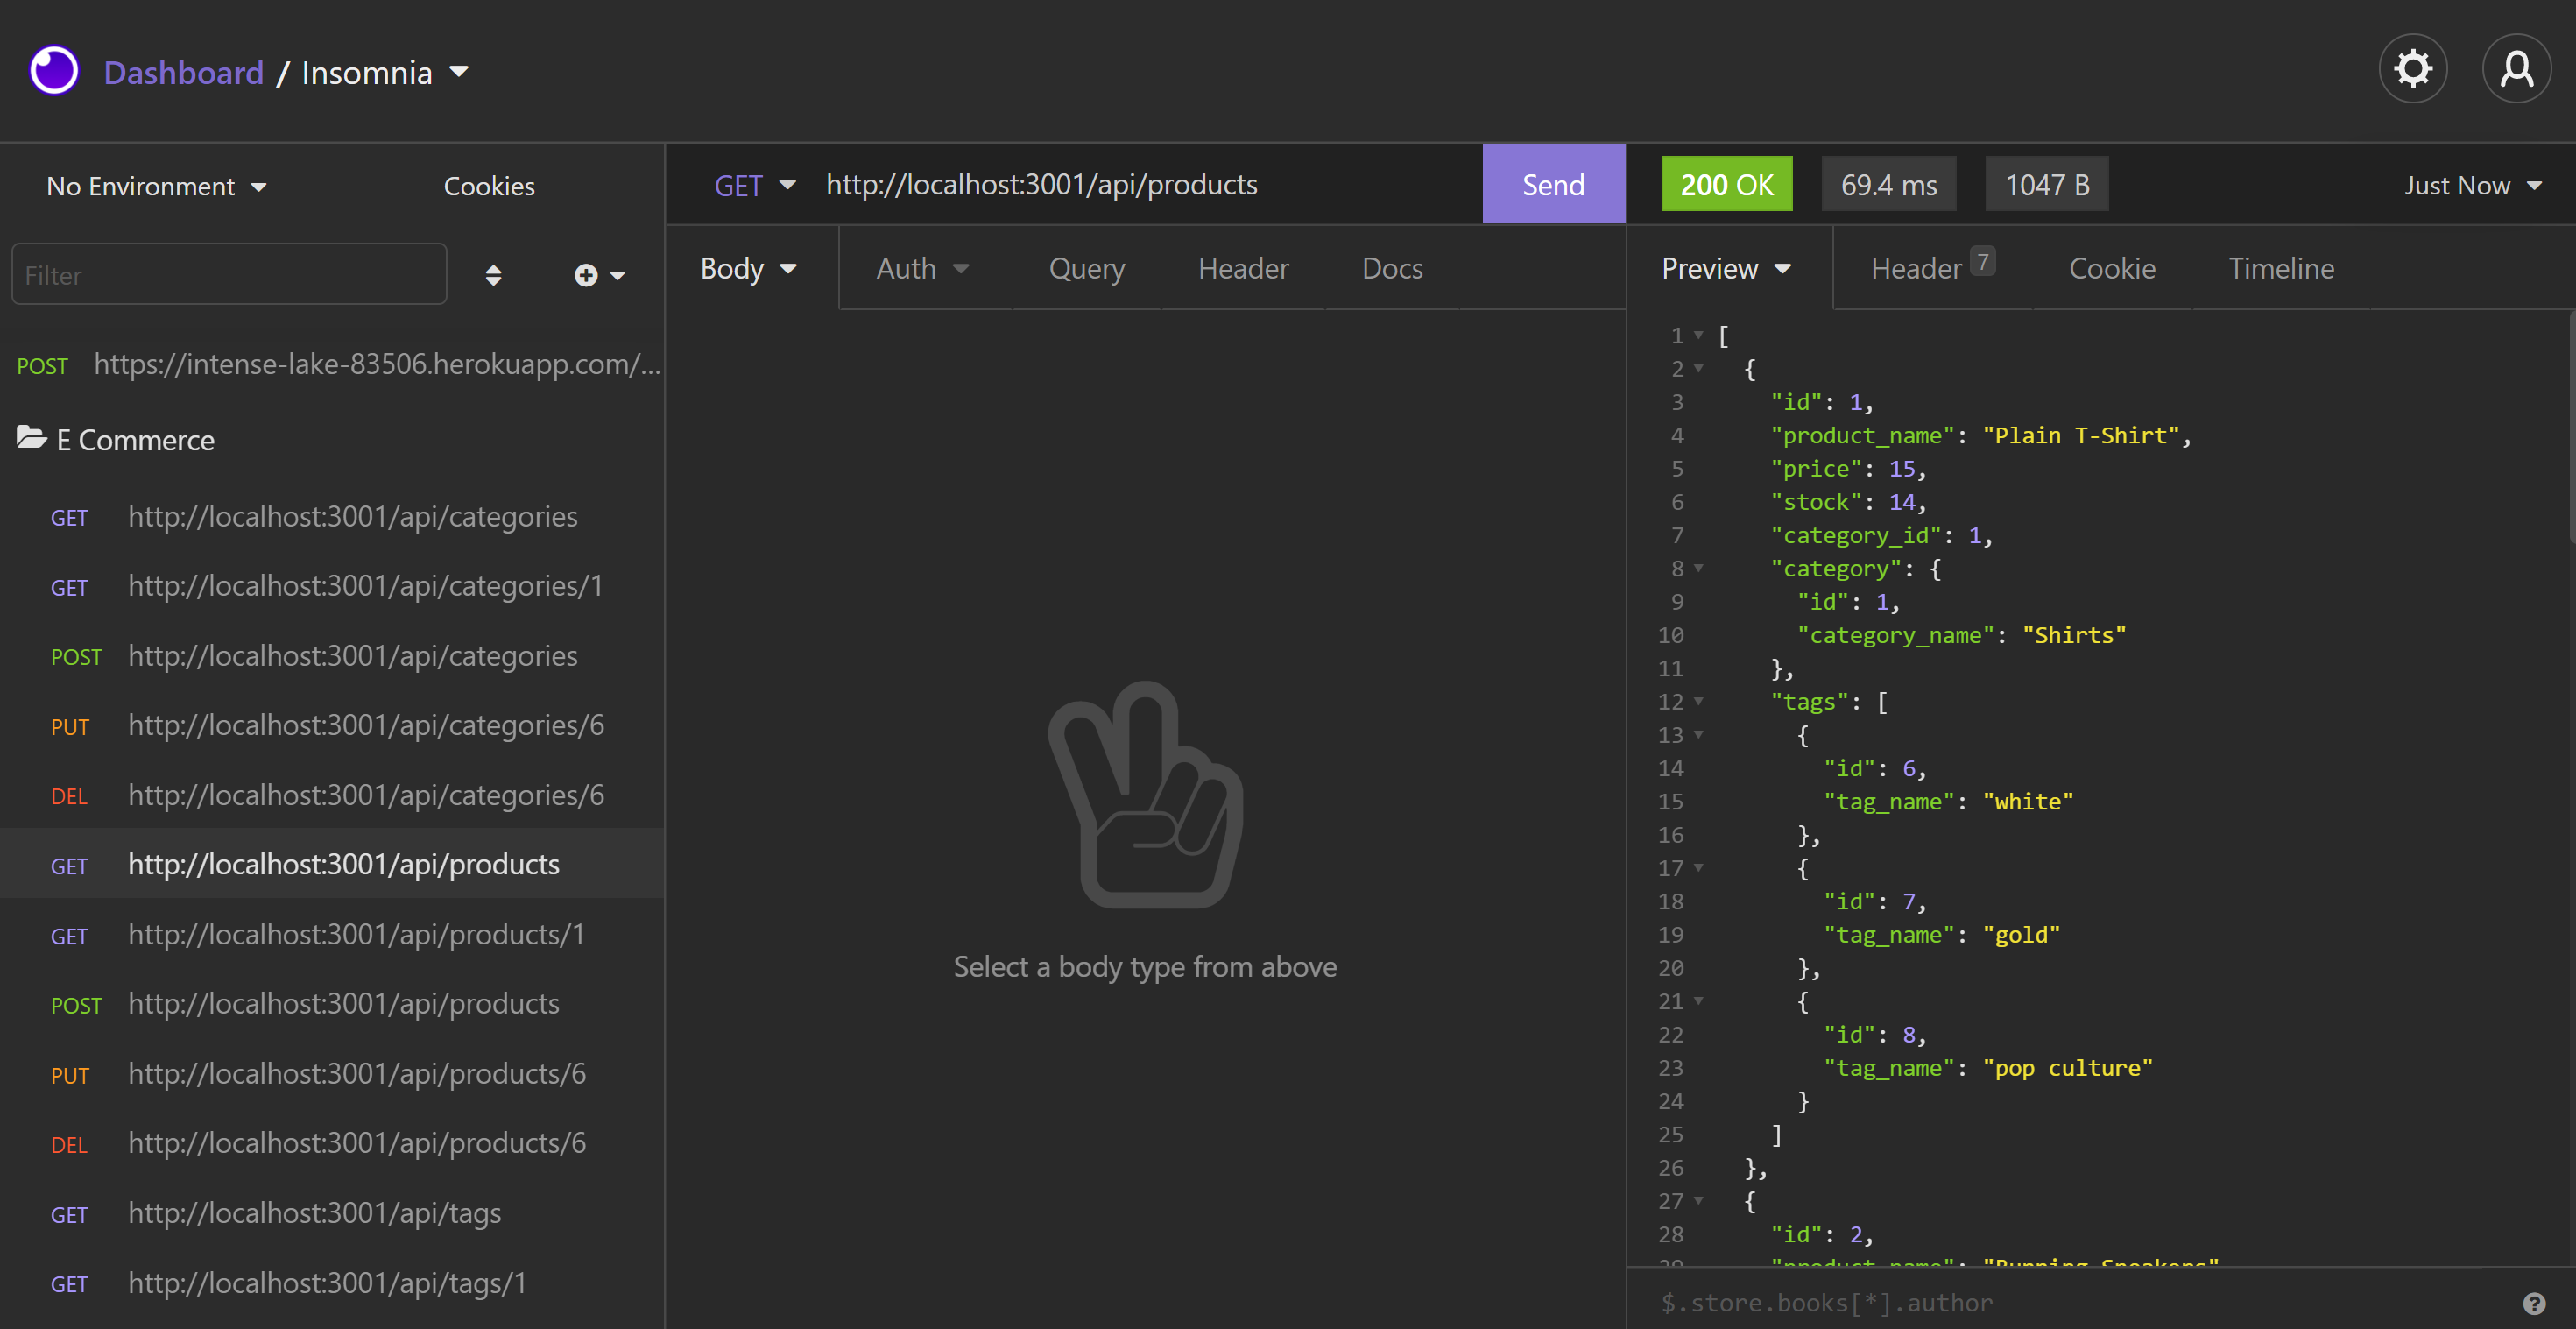 Dashboard / Insomnia
No Environment Cookies
Filter
POST https://intense-lake-83506.herokuapp.com/...
E Commerce
GET http://localhost:3001/api/categories
GET http://localhost:3001/api/categories/1
POST http://localhost:3001/api/categories
PUT http://localhost:3001/api/categories/6
DEL http://localhost:3001/api/categories/6
GET http://localhost:3001/api/products
GET http://localhost:3001/api/products/1
POST http://localhost:3001/api/products
PUT http://localhost:3001/api/products/6
DEL http://localhost:3001/api/products/6
GET http://localhost:3001/api/tags
GET http://localhost:3001/api/tags/1
GET http://localhost:3001/api/products Send
Body Auth Query Header Docs
Select a body type from above
200 OK 69.4 ms 1047 B Just Now
Preview Header 7 Cookie Timeline
1 [
2 {
3 "id": 1,
4 "product_name": "Plain T-Shirt",
5 "price": 15,
6 "stock": 14,
7 "category_id": 1,
8 "category": {
9 "id": 1,
10 "category_name": "Shirts"
11 },
12 "tags": [
13 {
14 "id": 6,
15 "tag_name": "white"
16 },
17 {
18 "id": 7,
19 "tag_name": "gold"
20 },
21 {
22 "id": 8,
23 "tag_name": "pop culture"
24 }
25 ]
26 },
27 {
28 "id": 2,
29 "product_name": "Running Sneakers"
$.store.books[*].author